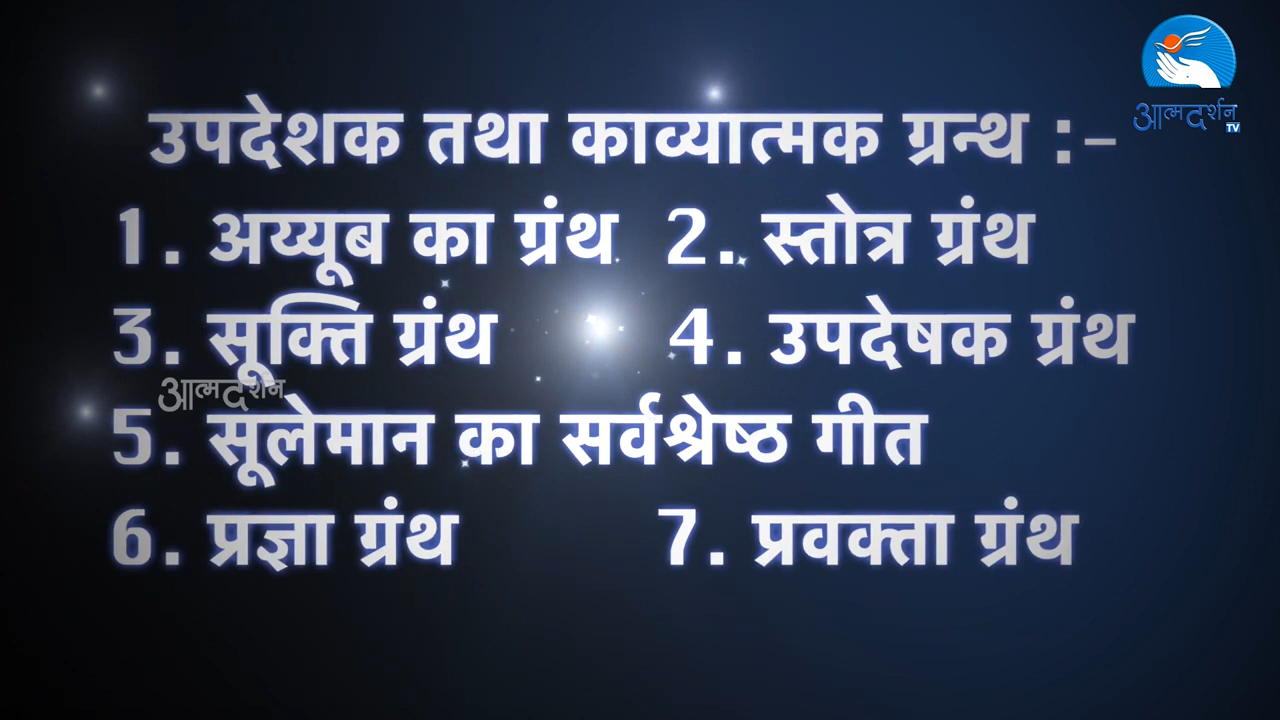 आत्मदर्शन
TV
उपदेशक तथा काव्यात्मक ग्रन्थ :–
1. अय्यूब का ग्रंथ 2. स्तोत्र ग्रंथ
3. सूक्ति ग्रंथ 4. उपदेषक ग्रंथ
आत्मदर्शन
5. सूलेमान का सर्वश्रेष्ठ गीत
6. प्रज्ञा ग्रंथ 7. प्रवक्ता ग्रंथ